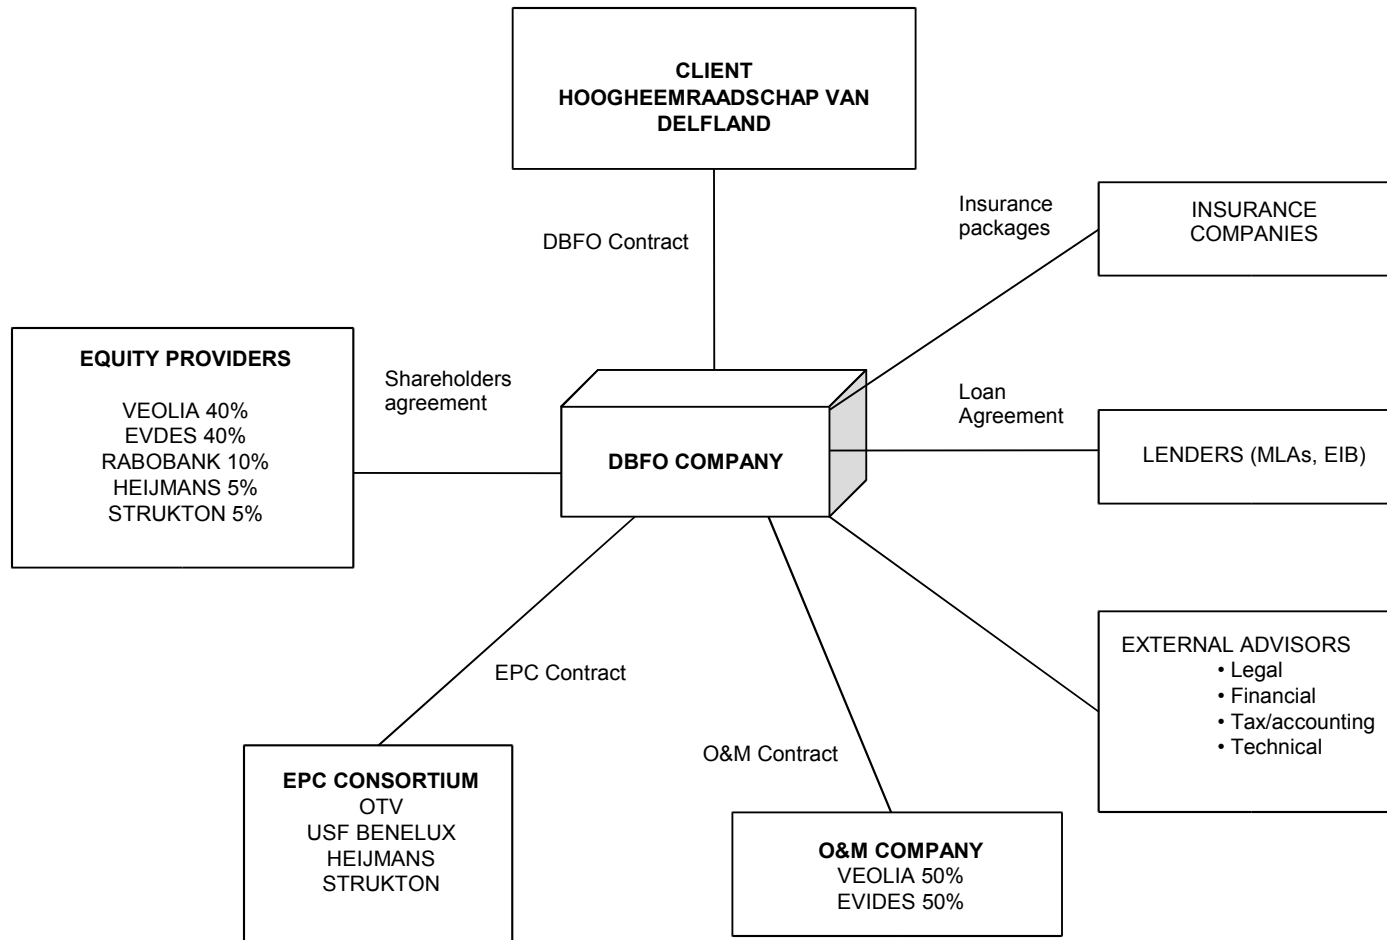 CLIENT
HOOGHEEMRAADSCHAP VAN
DELFLAND
Insurance
packages
INSURANCE
COMPANIES
DBFO Contract
EQUITY PROVIDERS
VEOLIA 40%
EVDES 40%
RABOBANK 10%
HEIJMANS 5%
STRUKTON 5%
Shareholders
agreement
DBFO COMPANY
Loan
Agreement
LENDERS (MLAs, EIB)
EXTERNAL ADVISORS
• Legal
• Financial
• Tax/accounting
• Technical
EPC Contract
O&M Contract
EPC CONSORTIUM
OTV
USF BENELUX
HEIJMANS
STRUKTON
O&M COMPANY
VEOLIA 50%
EVIDES 50%